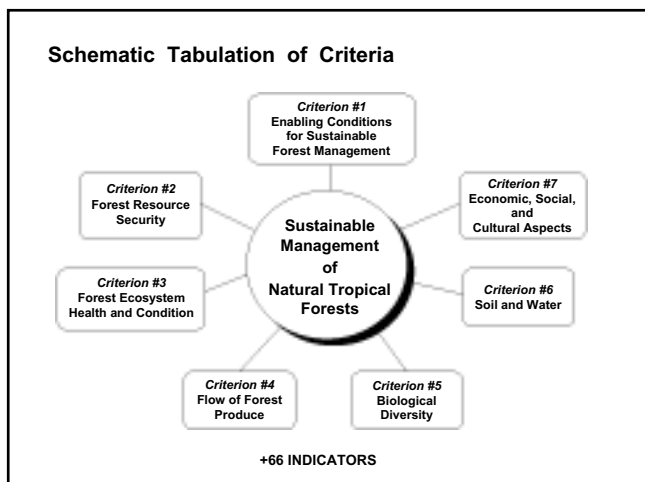 Schematic Tabulation of Criteria
Criterion #1
Enabling Conditions
for Sustainable
Forest Management
Criterion #2
Forest Resource
Security
Criterion #7
Economic, Social,
and
Cultural Aspects
Sustainable
Management
of
Natural Tropical
Forests
Criterion #3
Forest Ecosystem
Health and Condition
Criterion #6
Soil and Water
Criterion #4
Flow of Forest
Produce
Criterion #5
Biological
Diversity
+66 INDICATORS